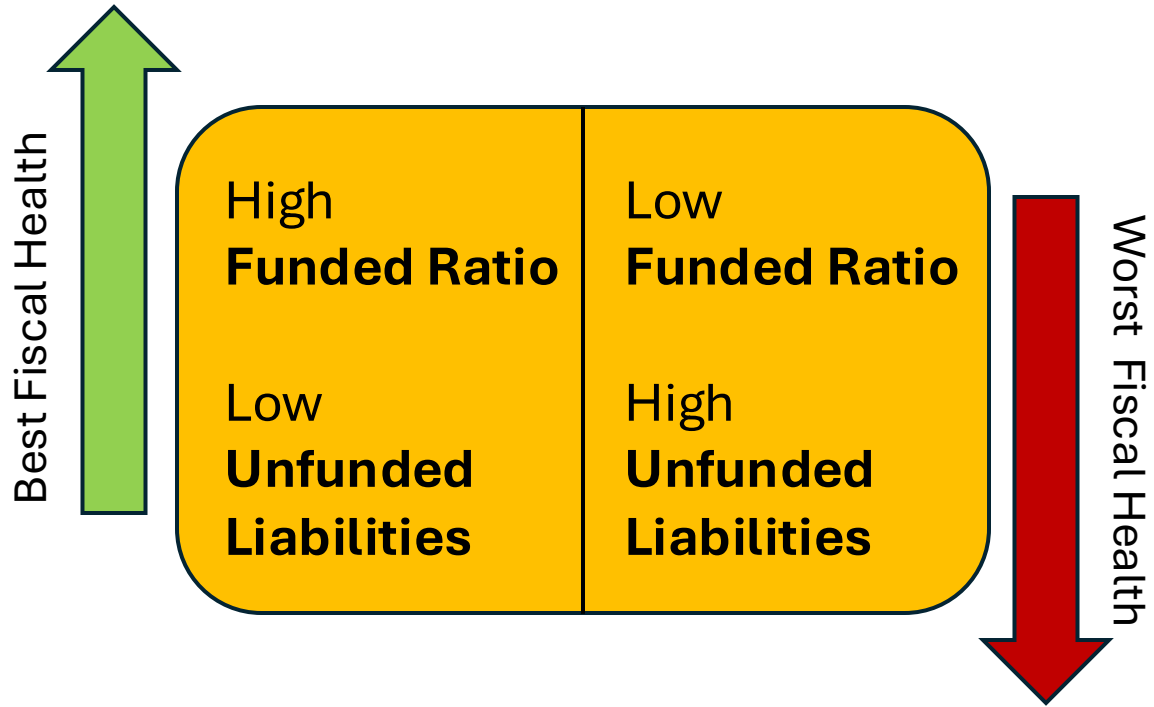 Best Fiscal Health
High
Funded Ratio
Low
Unfunded
Liabilities
Low
Funded Ratio
High
Unfunded
Liabilities
Worst Fiscal Health